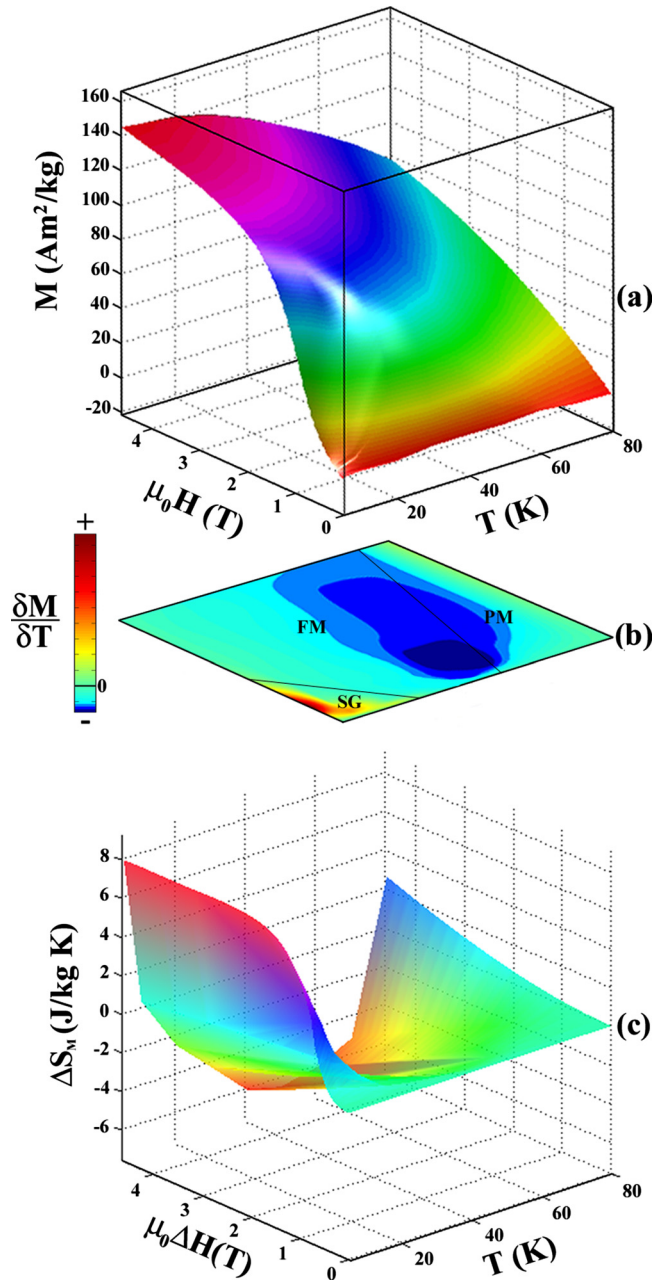 160
140
120
100
80
60
40
20
0
-20
M (Am²/kg)
4
3
2
1
0
μ₀H (T)
20
40
60
80
T (K)
(a)
+
δM
δT
0
-
FM
PM
SG
(b)
8
6
4
2
0
-2
-4
-6
ΔS_M (J/kg K)
4
3
2
1
0
μ₀ΔH(T)
20
40
60
80
T (K)
(c)